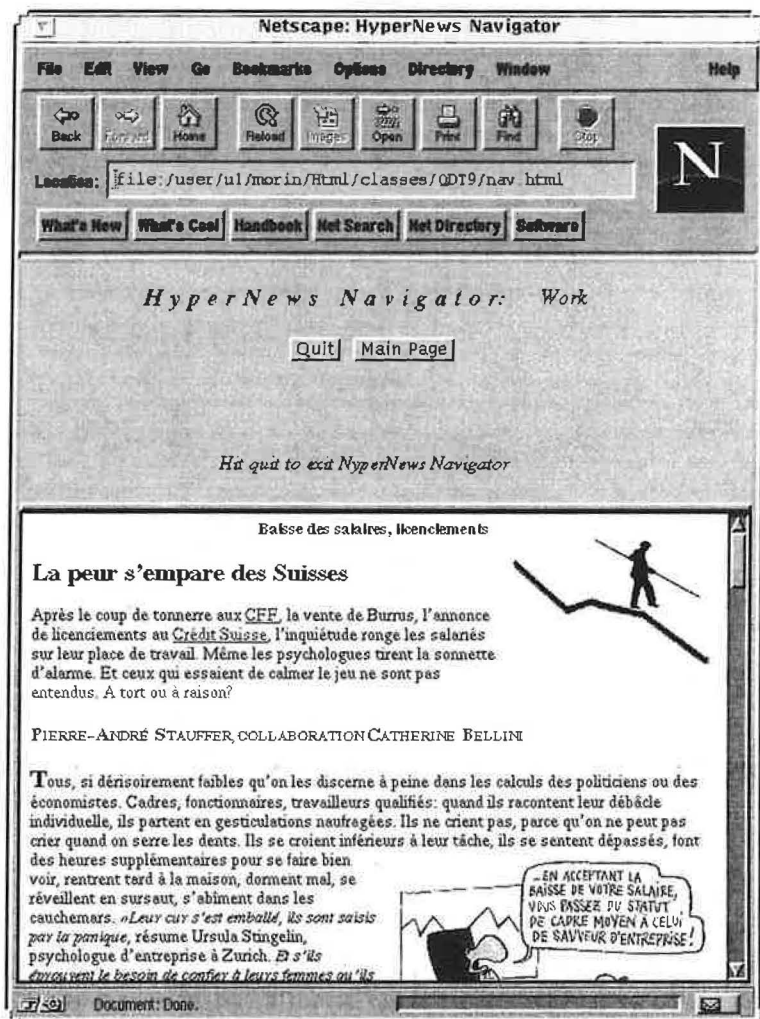 Netscape: HyperNews Navigator
File Edit View Go Bookmarks Options Directory Window Help
Back Forward Home Reload Images Open Print Find Stop
N
Location: file:/user/u1/morin/Html/classes/QDT9/nav.html
What's New What's Cool Handbook Net Search Net Directory Software
HyperNews Navigator: Work
Quit Main Page
Hit quit to exit NyperNews Navigator
Baisse des salaires, licenciements
La peur s'empare des Suisses
Après le coup de tonnerre aux CFF, la vente de Burrus, l'annonce
de licenciements au Crédit Suisse, l'inquiétude ronge les salariés
sur leur place de travail. Même les psychologues tirent la sonnette
d'alarme. Et ceux qui essaient de calmer le jeu ne sont pas
entendus. A tort ou à raison?
PIERRE-ANDRÉ STAUFFER, COLLABORATION CATHERINE BELLINI
Tous, si dérisoirement faibles qu'on les discerne à peine dans les calculs des politiciens ou des
économistes. Cadres, fonctionnaires, travailleurs qualifiés: quand ils racontent leur débâcle
individuelle, ils partent en gesticulations naufragées. Ils ne crient pas, parce qu'on ne peut pas
crier quand on serre les dents. Ils se croient inférieurs à leur tâche, ils se sentent dépassés, font
des heures supplémentaires pour se faire bien
voir, rentrent tard à la maison, dorment mal, se
réveillent en sursaut, s'abîment dans les
cauchemars. «Leur cur s'est emballé, ils sont saisis
par la panique, résume Ursula Stingelin,
psychologue d'entreprise à Zurich. Et s'ils
éprouvent le besoin de confier à leurs femmes qu'ils
...EN ACCEPTANT LA
BAISSE DE VOTRE SALAIRE,
VOUS PASSEZ DU STATUT
DE CADRE MOYEN À CELUI
DE SAUVEUR D'ENTREPRISE!
Document: Done.